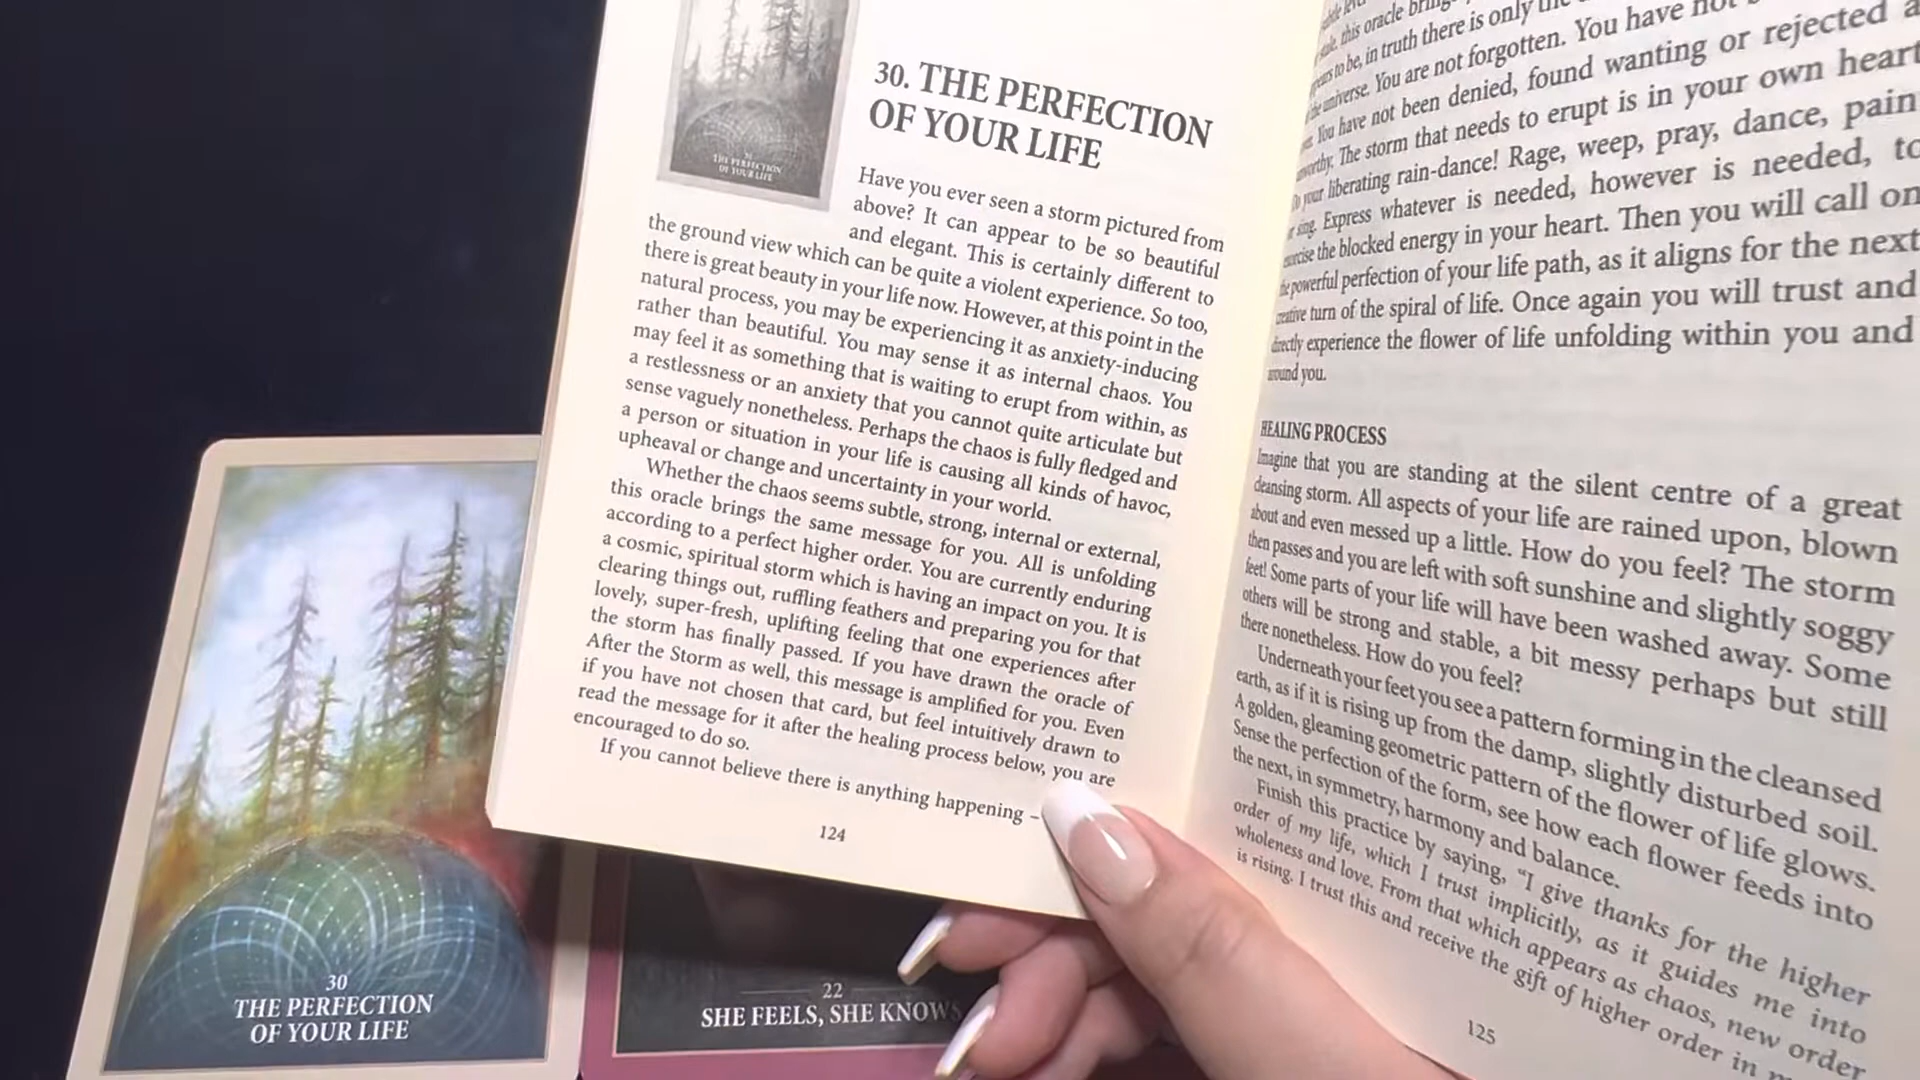 31
THE PERFECTION
OF YOUR LIFE
30. THE PERFECTION
OF YOUR LIFE
Have you ever seen a storm pictured from
above? It can appear to be so beautiful
and elegant. This is certainly different to
the ground view which can be quite a violent experience. So too,
there is great beauty in your life now. However, at this point in the
natural process, you may be experiencing it as anxiety-inducing
rather than beautiful. You may sense it as internal chaos. You
may feel it as something that is waiting to erupt from within, as
a restlessness or an anxiety that you cannot quite articulate but
sense vaguely nonetheless. Perhaps the chaos is fully fledged and
a person or situation in your life is causing all kinds of havoc,
upheaval or change and uncertainty in your world.
Whether the chaos seems subtle, strong, internal or external,
this oracle brings the same message for you. All is unfolding
according to a perfect higher order. You are currently enduring
a cosmic, spiritual storm which is having an impact on you. It is
clearing things out, ruffling feathers and preparing you for that
lovely, super-fresh, uplifting feeling that one experiences after
the storm has finally passed. If you have drawn the oracle of
After the Storm as well, this message is amplified for you. Even
if you have not chosen that card, but feel intuitively drawn to
read the message for it after the healing process below, you are
encouraged to do so.
If you cannot believe there is anything happening –
124
this oracle
to be, in truth there is only
universe. You are not forgotten. You have not
You have not been denied, found wanting or rejected
The storm that needs to erupt is in your own heart
your liberating rain-dance! Rage, weep, pray, dance, pain
sing. Express whatever is needed, however is needed, to
the blocked energy in your heart. Then you will call on
powerful perfection of your life path, as it aligns for the next
creative turn of the spiral of life. Once again you will trust and
directly experience the flower of life unfolding within you and
around you.
HEALING PROCESS
Imagine that you are standing at the silent centre of a great
cleansing storm. All aspects of your life are rained upon, blown
about and even messed up a little. How do you feel? The storm
then passes and you are left with soft sunshine and slightly soggy
feet! Some parts of your life will have been washed away. Some
others will be strong and stable, a bit messy perhaps but still
there nonetheless. How do you feel?
Underneath your feet you see a pattern forming in the cleansed
earth, as if it is rising up from the damp, slightly disturbed soil.
A golden, gleaming geometric pattern of the flower of life glows.
Sense the perfection of the form, see how each flower feeds into
the next, in symmetry, harmony and balance.
Finish this practice by saying, “I give thanks for the higher
order of my life, which I trust implicitly, as it guides me into
wholeness and love. From that which appears as chaos, new order
is rising. I trust this and receive the gift of higher order in
125
30
THE PERFECTION
OF YOUR LIFE
22
SHE FEELS, SHE KNOWS